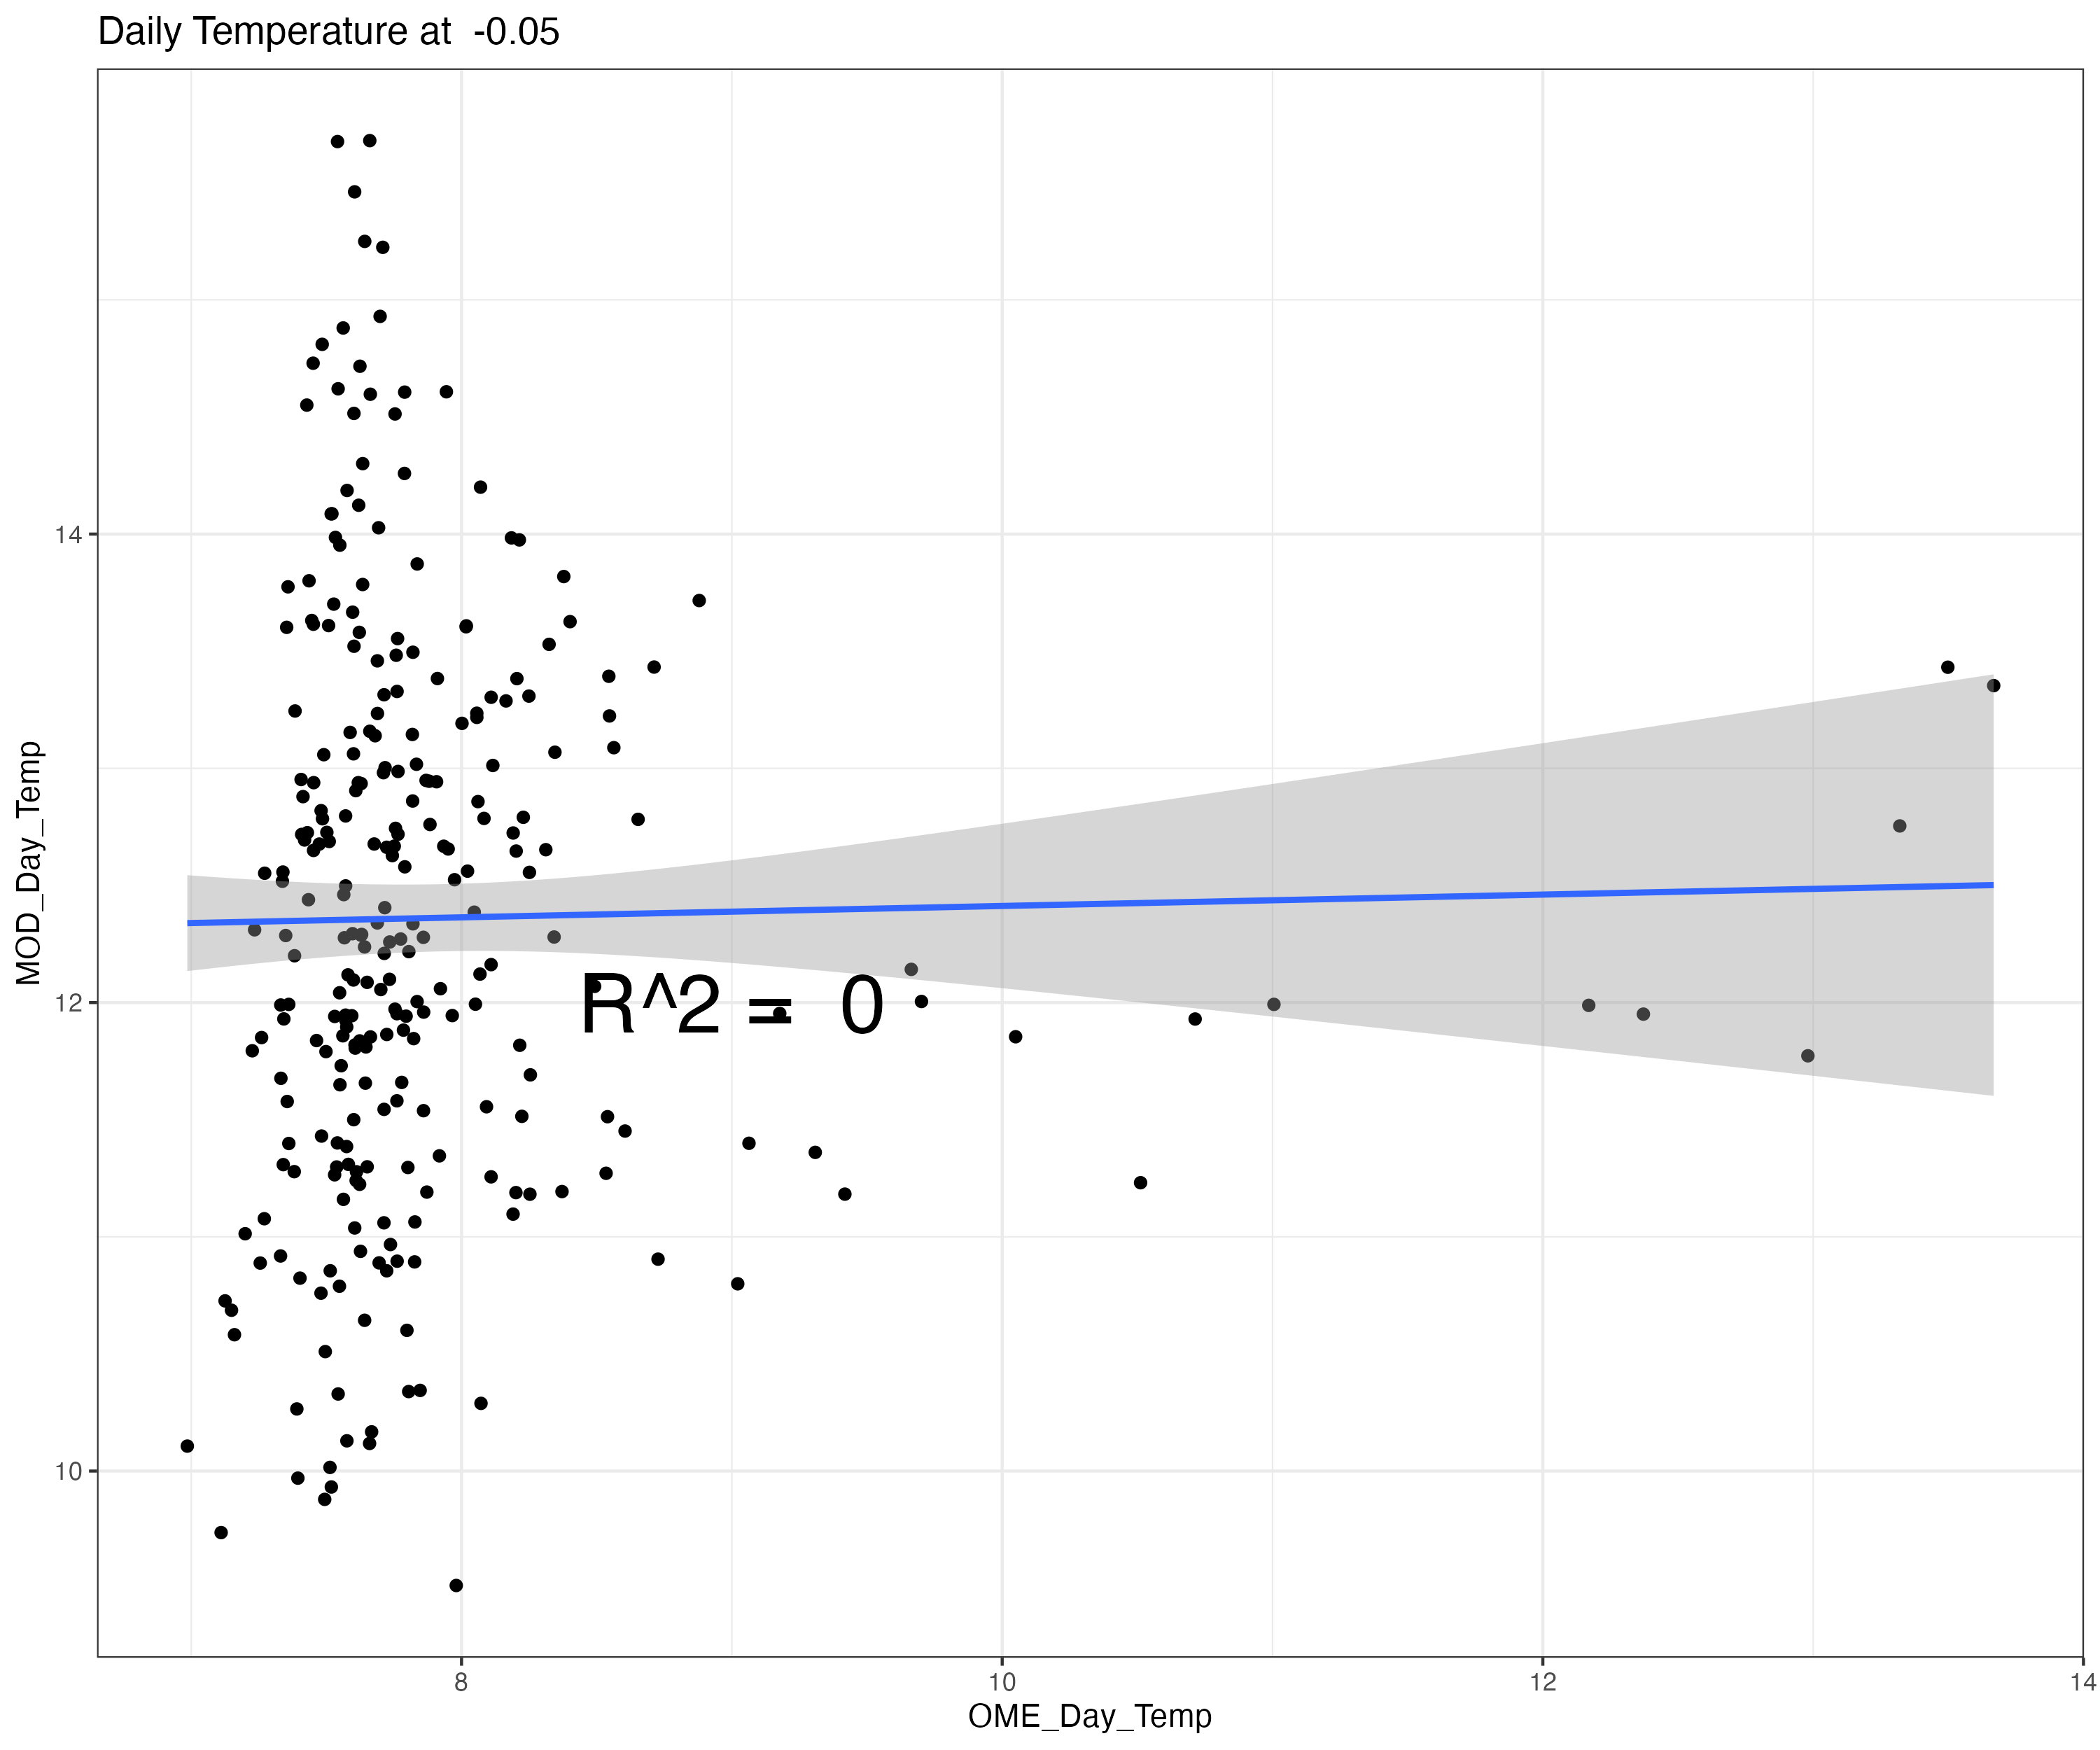 Daily Temperature at  -0.05
MOD_Day_Temp
14
12
10
R^2 =  0
8
10
12
14
OME_Day_Temp